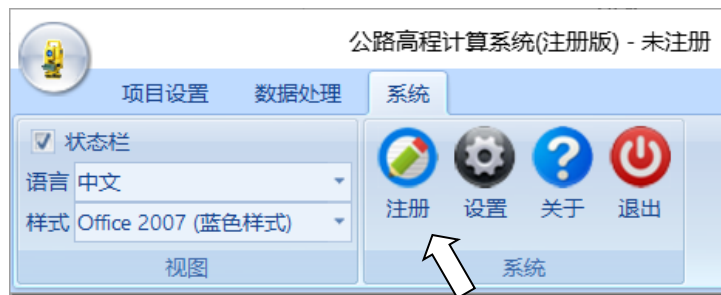 公路高程计算系统(注册版) - 未注册
项目设置 数据处理 系统
状态栏
语言 中文
样式 Office 2007 (蓝色样式)
视图
注册 设置 关于 退出
系统